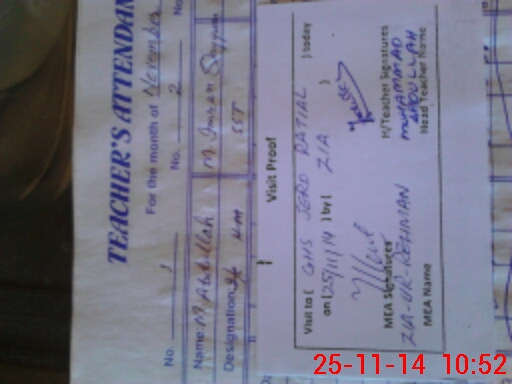 TEACHER'S ATTENDAN
For the month of November
No. 1 No. 2 No
Name M Abdullah M. Imran
Designation HM SST
Visit Proof
Visit to ( GHS JERO RATIAL ) today
on ( 25/11/14 ) by ( ZIA )
MEA Signatures H/Teacher Signatures
ZIA-UR-REHMAN MUHAMMAD ABDULLAH
MEA Name Head Teacher Name
25-11-14 10:52